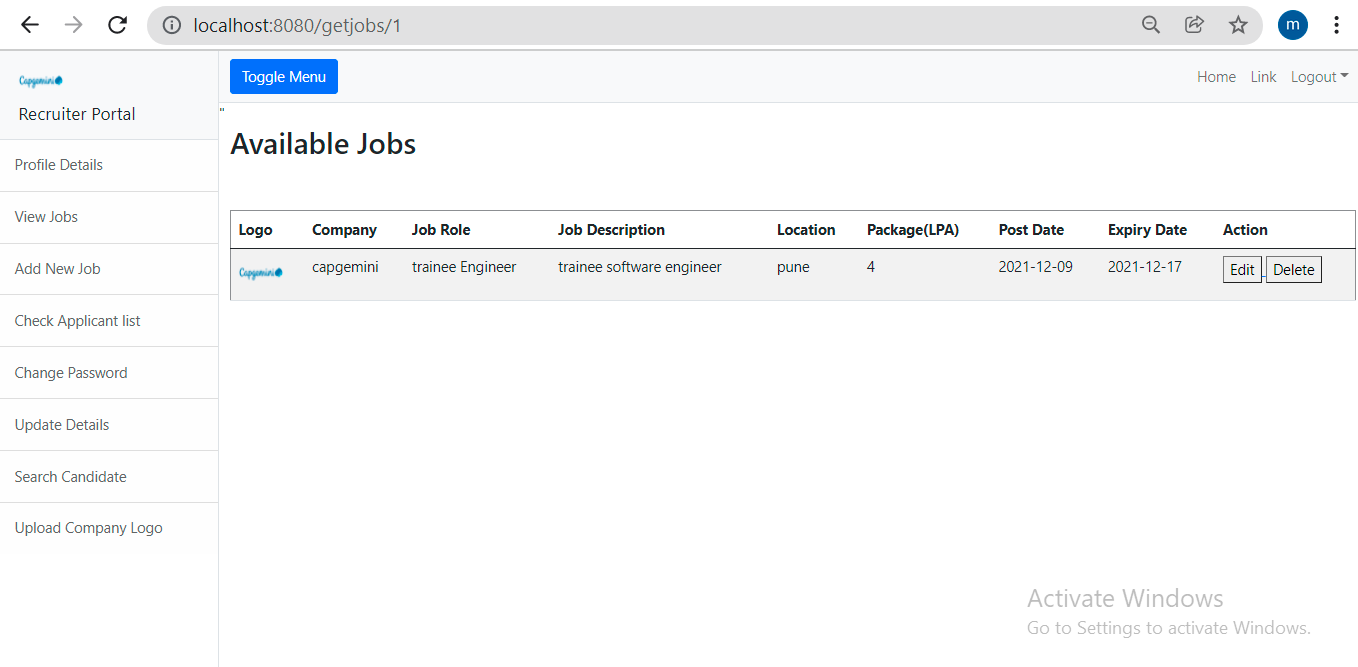 localhost:8080/getjobs/1
m
Capgemini
Recruiter Portal
Profile Details
View Jobs
Add New Job
Check Applicant list
Change Password
Update Details
Search Candidate
Upload Company Logo
Toggle Menu
Home Link Logout
"
Available Jobs
Logo Company Job Role Job Description Location Package(LPA) Post Date Expiry Date Action
Capgemini capgemini trainee Engineer trainee software engineer pune 4 2021-12-09 2021-12-17 Edit Delete
Activate Windows
Go to Settings to activate Windows.